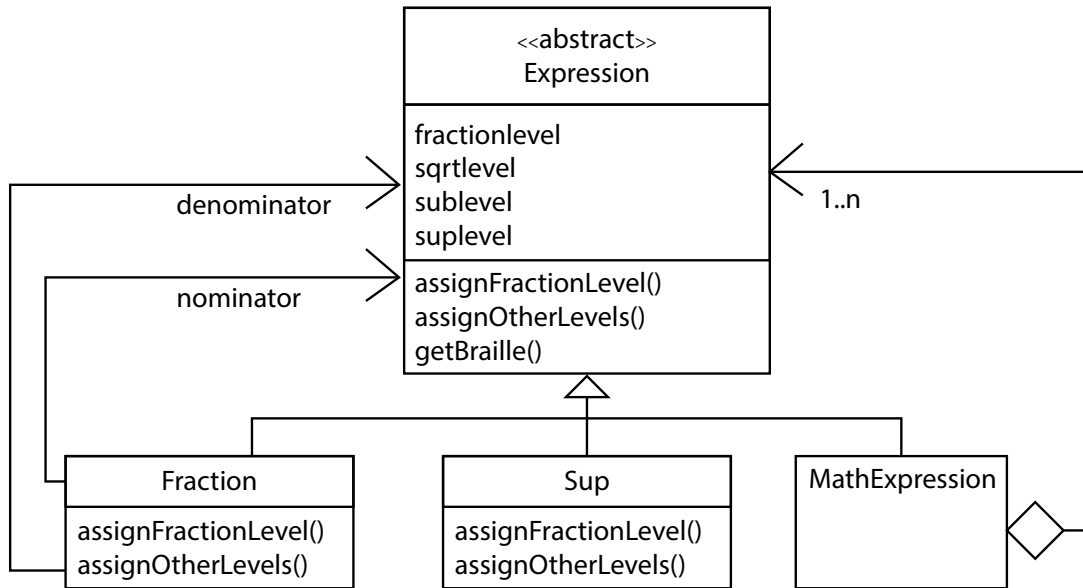 <<abstract>>
Expression
fractionlevel
sqrtlevel
sublevel
suplevel
assignFractionLevel()
assignOtherLevels()
getBraille()
denominator
nominator
1..n
Fraction
assignFractionLevel()
assignOtherLevels()
Sup
assignFractionLevel()
assignOtherLevels()
MathExpression